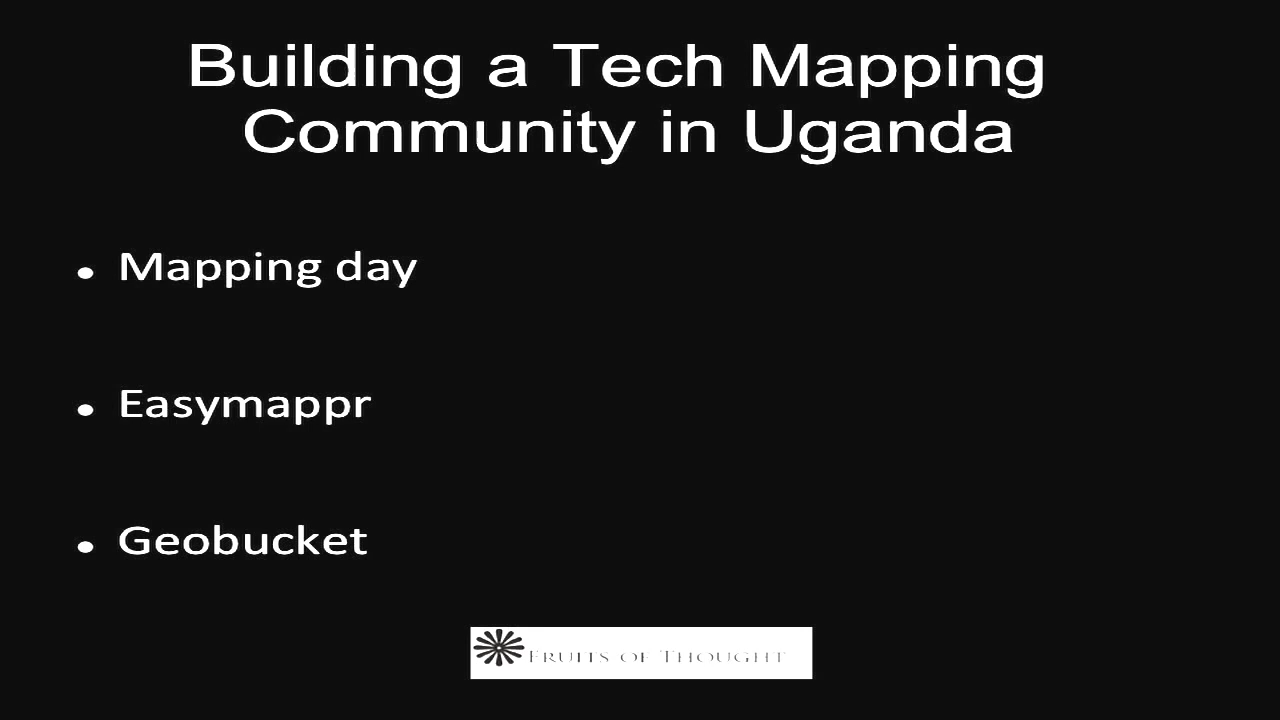 Building a Tech Mapping
Community in Uganda
• Mapping day
• Easymappr
• Geobucket
FRUITS OF THOUGHT